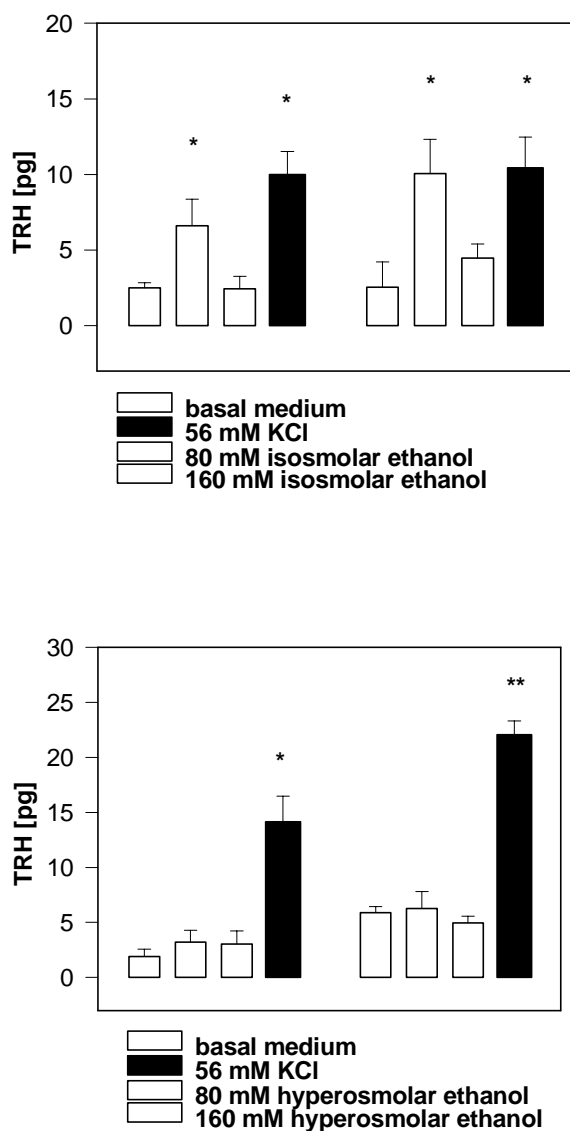 20
15
10
5
0
TRH [pg]
*
*
*
*
basal medium
56 mM KCl
80 mM isosmolar ethanol
160 mM isosmolar ethanol
30
25
20
15
10
5
0
TRH [pg]
*
**
basal medium
56 mM KCl
80 mM hyperosmolar ethanol
160 mM hyperosmolar ethanol